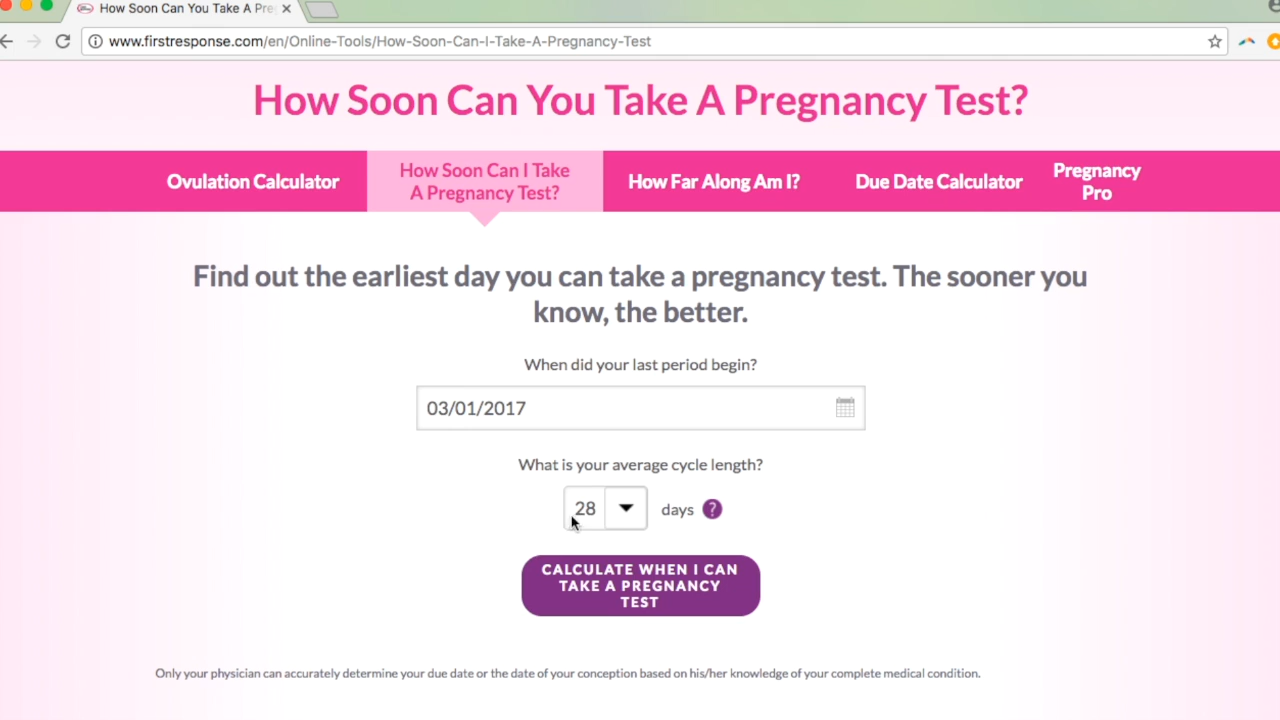 How Soon Can You Take A Pre
www.firstresponse.com/en/Online-Tools/How-Soon-Can-I-Take-A-Pregnancy-Test
How Soon Can You Take A Pregnancy Test?
Ovulation Calculator
How Soon Can I Take
A Pregnancy Test?
How Far Along Am I?
Due Date Calculator
Pregnancy
Pro
Find out the earliest day you can take a pregnancy test. The sooner you
know, the better.
When did your last period begin?
03/01/2017
What is your average cycle length?
28 days ?
CALCULATE WHEN I CAN
TAKE A PREGNANCY
TEST
Only your physician can accurately determine your due date or the date of your conception based on his/her knowledge of your complete medical condition.